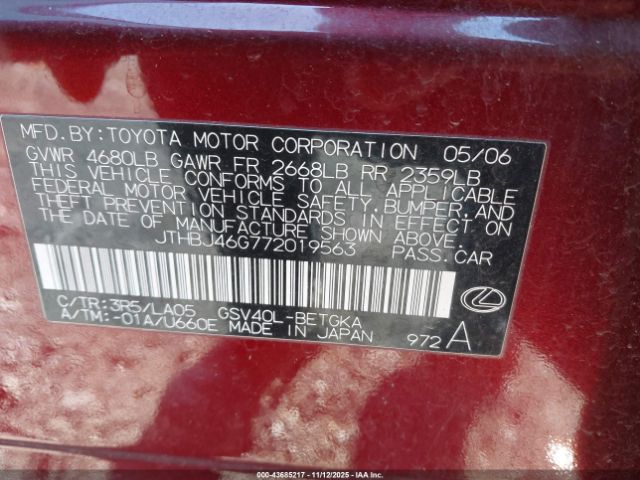 MFD.BY:TOYOTA MOTOR CORPORATION 05/06
GVWR 4680LB GAWR FR 2668LB RR 2359LB
THIS VEHICLE CONFORMS TO ALL APPLICABLE
FEDERAL MOTOR VEHICLE SAFETY,BUMPER,AND
THEFT PREVENTION STANDARDS IN EFFECT ON
THE DATE OF MANUFACTURE SHOWN ABOVE.
JTHBJ46G772019563 PASS.CAR
C/TR:3R5/LA05 GSV40L-BETGKA
A/TM:-01A/U660E MADE IN JAPAN
972 A
000-43685217 - 11/12/2025 - IAAI